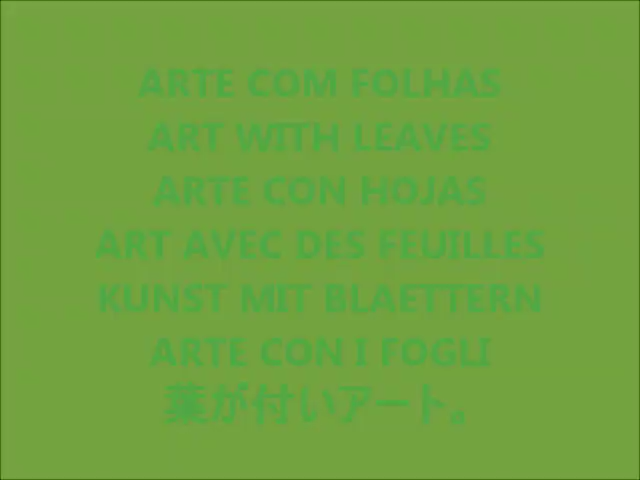 ARTE COM FOLHAS
ART WITH LEAVES
ARTE CON HOJAS
ART AVEC DES FEUILLES
KUNST MIT BLAETTERN
ARTE CON I FOGLI
葉が付いアート。